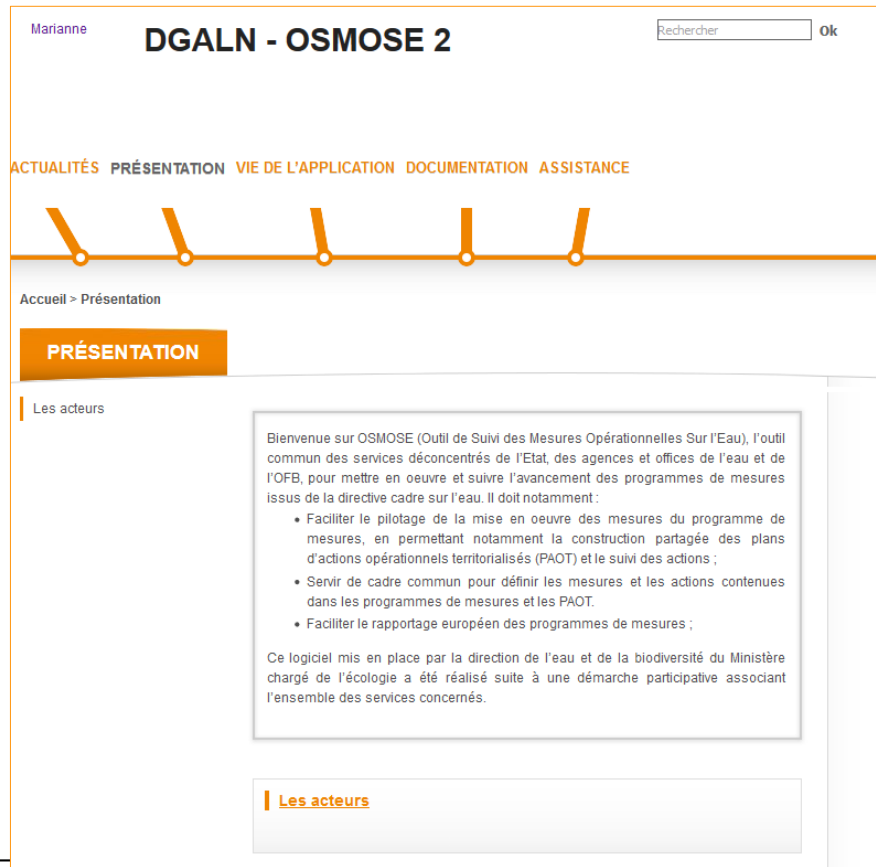 Marianne
DGALN - OSMOSE 2
Rechercher
Ok
ACTUALITÉS PRÉSENTATION VIE DE L'APPLICATION DOCUMENTATION ASSISTANCE
Accueil > Présentation
PRÉSENTATION
Les acteurs
Bienvenue sur OSMOSE (Outil de Suivi des Mesures Opérationnelles Sur l'Eau), l'outil
commun des services déconcentrés de l'Etat, des agences et offices de l'eau et de
l'OFB, pour mettre en oeuvre et suivre l'avancement des programmes de mesures
issus de la directive cadre sur l'eau. Il doit notamment :
• Faciliter le pilotage de la mise en oeuvre des mesures du programme de
mesures, en permettant notamment la construction partagée des plans
d'actions opérationnels territorialisés (PAOT) et le suivi des actions ;
• Servir de cadre commun pour définir les mesures et les actions contenues
dans les programmes de mesures et les PAOT.
• Faciliter le rapportage européen des programmes de mesures ;
Ce logiciel mis en place par la direction de l'eau et de la biodiversité du Ministère
chargé de l'écologie a été réalisé suite à une démarche participative associant
l'ensemble des services concernés.
Les acteurs